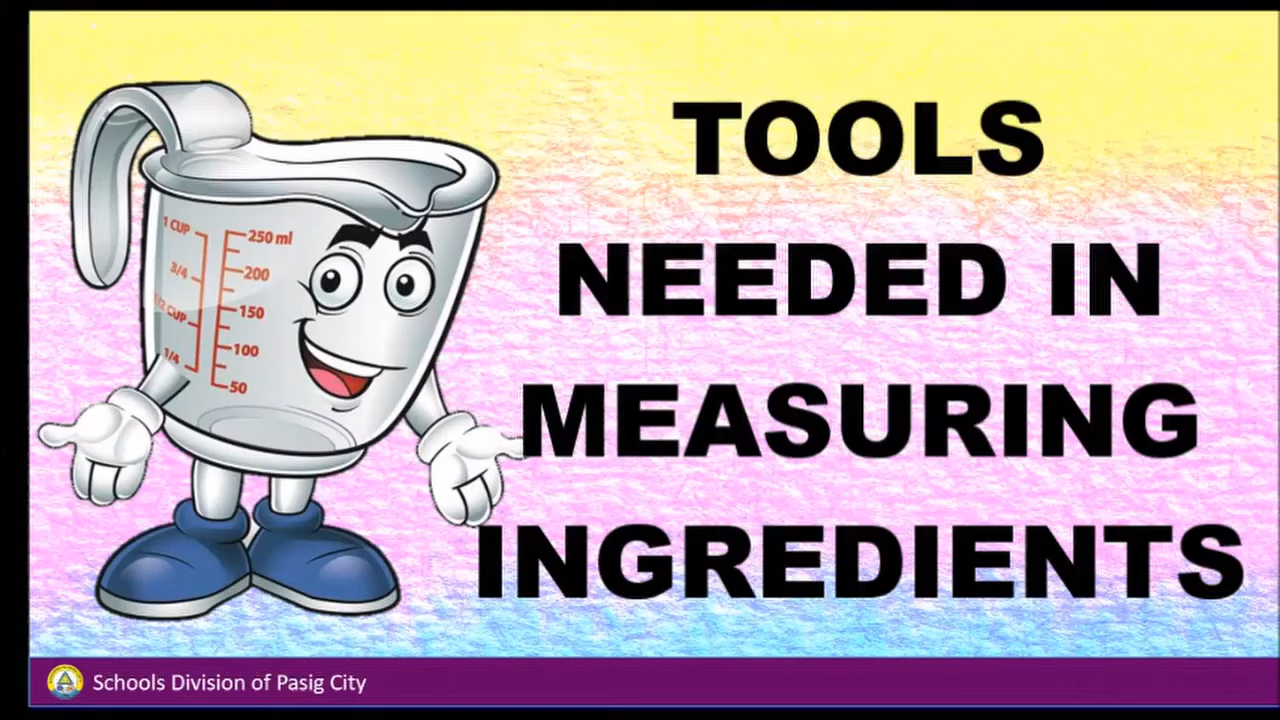 TOOLS
NEEDED IN
MEASURING
INGREDIENTS
1 CUP
3/4
1/2 CUP
1/4
250 ml
200
150
100
50
Schools Division of Pasig City